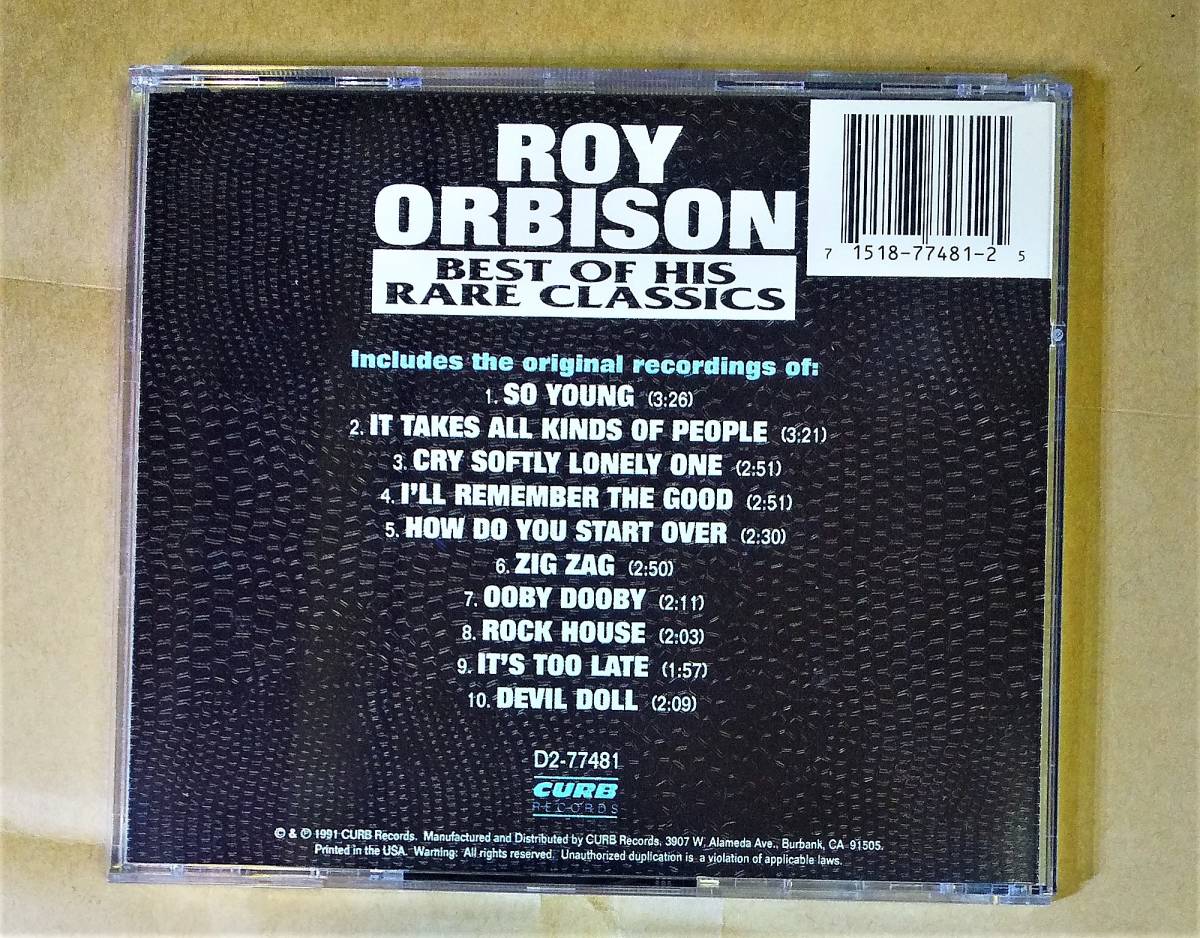 ROY
ORBISON
BEST OF HIS
RARE CLASSICS
7 1518-77481-2 5
Includes the original recordings of:
1. SO YOUNG (3:26)
2. IT TAKES ALL KINDS OF PEOPLE (3:21)
3. CRY SOFTLY LONELY ONE (2:51)
4. I'LL REMEMBER THE GOOD (2:51)
5. HOW DO YOU START OVER (2:30)
6. ZIG ZAG (2:50)
7. OOBY DOOBY (2:11)
8. ROCK HOUSE (2:03)
9. IT'S TOO LATE (1:57)
10. DEVIL DOLL (2:09)
D2-77481
CURB
RECORDS
© & ℗ 1991 CURB Records. Manufactured and Distributed by CURB Records, 3907 W. Alameda Ave., Burbank, CA 91505.
Printed in the USA. Warning: All rights reserved. Unauthorized duplication is a violation of applicable laws.